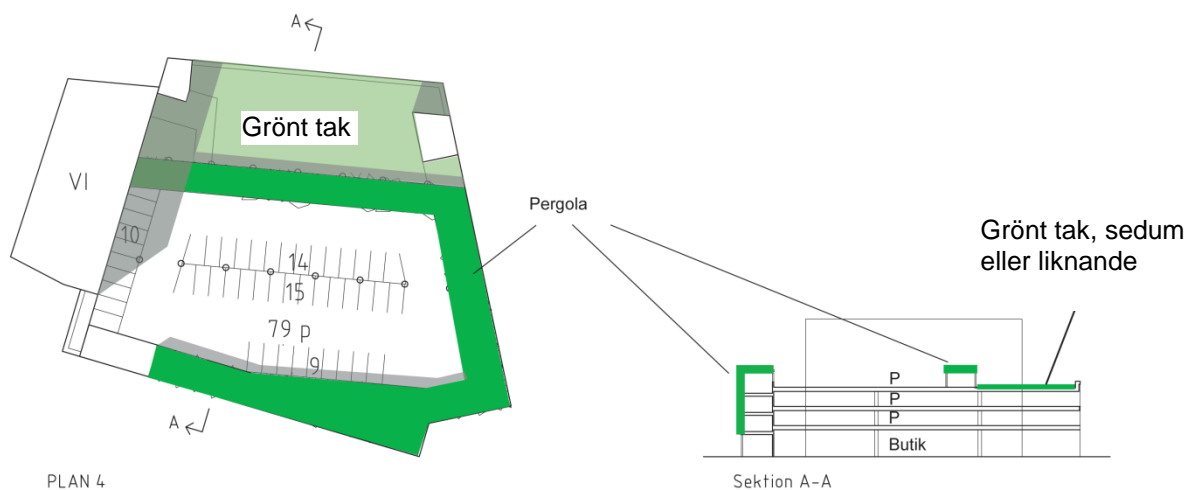 A
Grönt tak
VI
10
14
15
79 p
9
A
PLAN 4
Pergola
Grönt tak, sedum
eller liknande
P
P
P
Butik
Sektion A-A